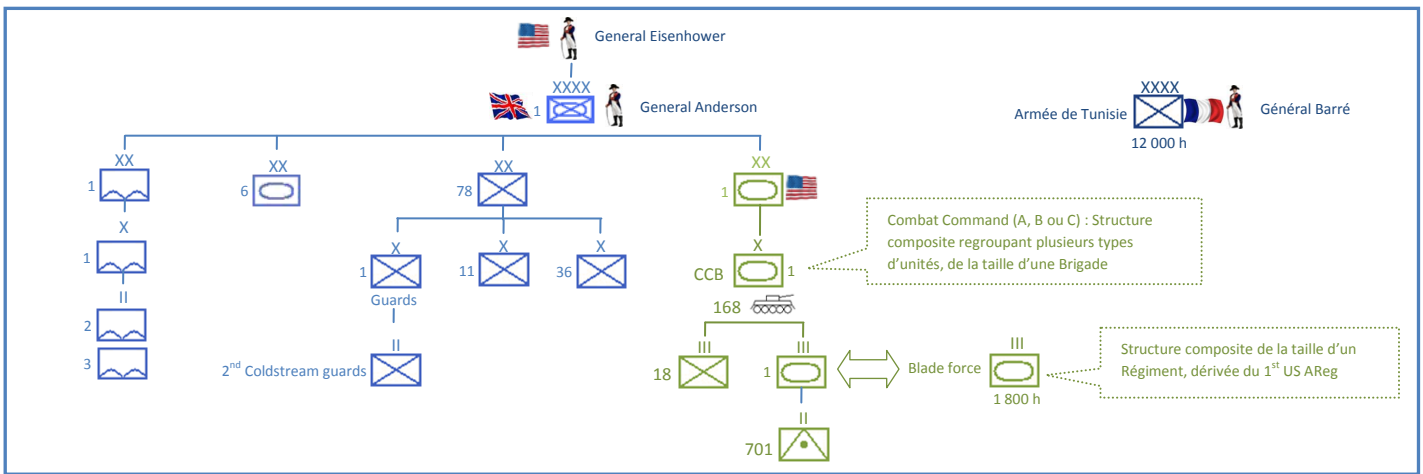 General Eisenhower
XXXX
1
General Anderson
XXXX
Armée de Tunisie
Général Barré
12 000 h
XX
1
XX
6
XX
78
XX
1
X
1
X
1
Guards
X
11
X
36
X
CCB
1
Combat Command (A, B ou C) : Structure
composite regroupant plusieurs types
d'unités, de la taille d'une Brigade
II
2
3
168
II
2nd Coldstream guards
III
18
III
1
Blade force
III
1 800 h
Structure composite de la taille d'un
Régiment, dérivée du 1st US AReg
II
701